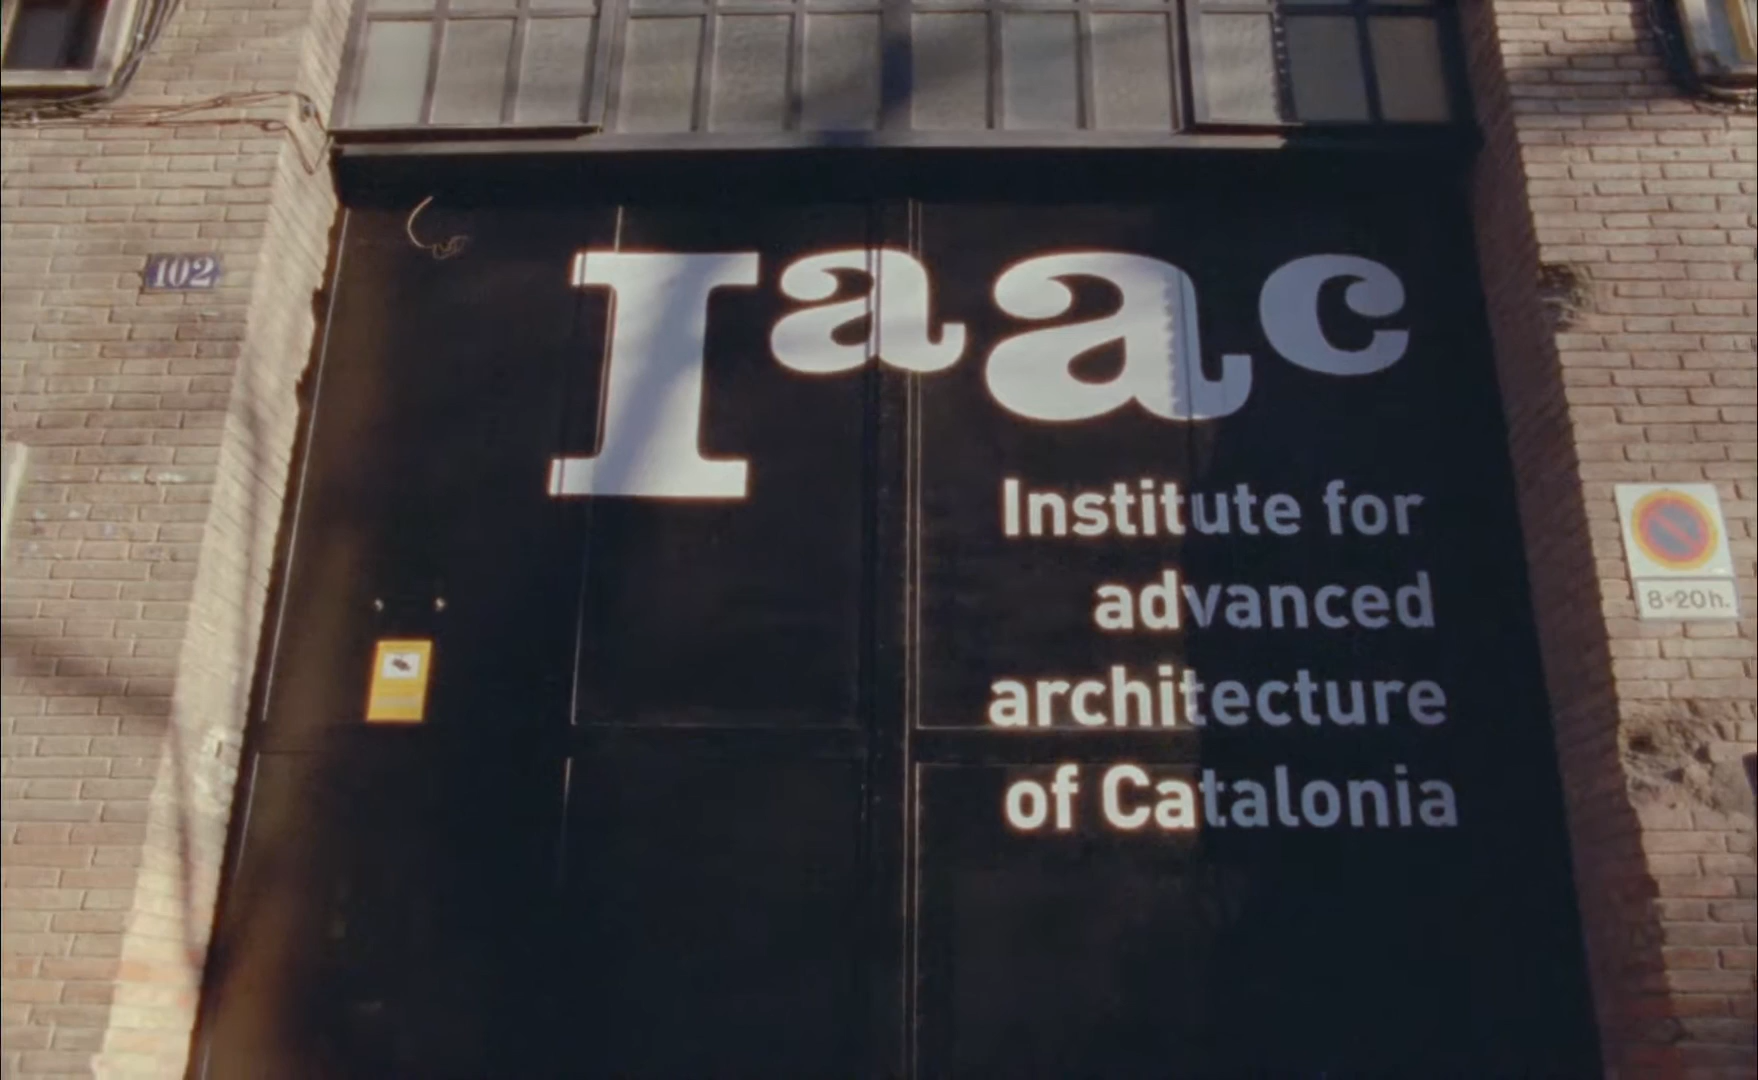 102
Iaac
Institute for
advanced
architecture
of Catalonia
8-20h.